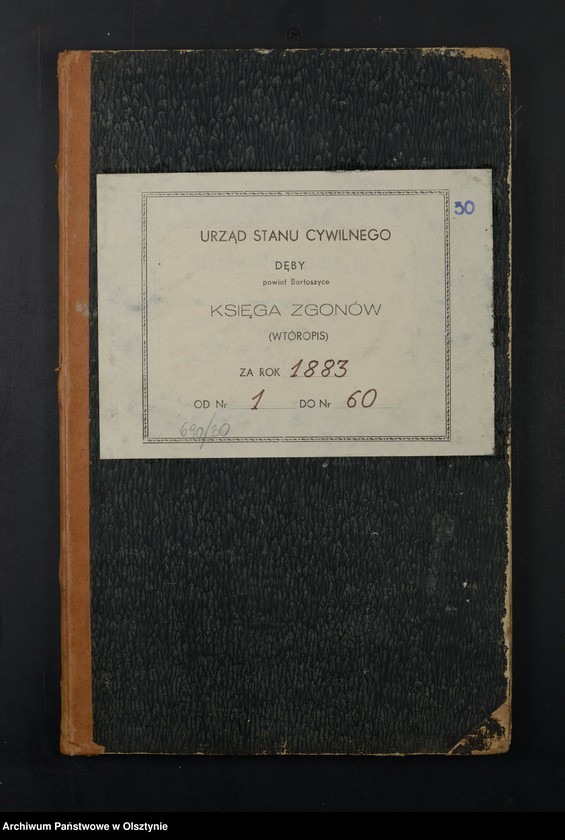 30
URZĄD STANU CYWILNEGO
DĘBY
powiat Bartoszyce
KSIĘGA ZGONÓW
(WTÓROPIS)
ZA ROK 1883
OD Nr 1 DO Nr 60
690/30
Archiwum Państwowe w Olsztynie